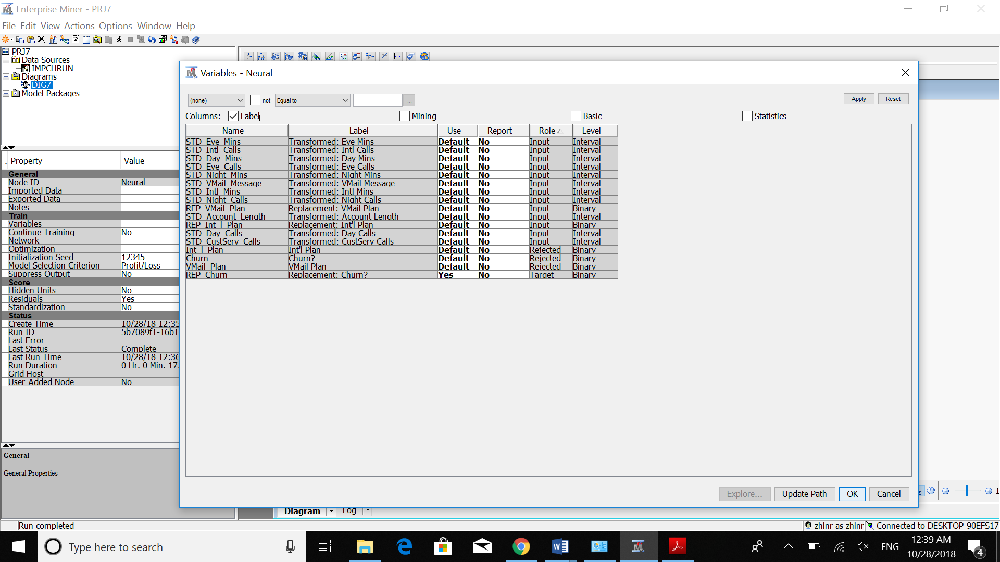 Enterprise Miner - PRJ7
File Edit View Actions Options Window Help
PRJ7
Data Sources
IMPCHRUN
Diagrams
DIG7
Model Packages
. Property Value
General
Node ID Neural
Imported Data
Exported Data
Notes
Train
Variables
Continue Training No
Network
Optimization
Initialization Seed 12345
Model Selection Criterion Profit/Loss
Suppress Output No
Score
Hidden Units No
Residuals Yes
Standardization No
Status
Create Time 10/28/18 12:35
Run ID 5b7089f1-16b1
Last Error
Last Status Complete
Last Run Time 10/28/18 12:36
Run Duration 0 Hr. 0 Min. 17.
Grid Host
User-Added Node No
General
General Properties
Variables - Neural
(none) not Equal to ... Apply Reset
Columns: Label Mining Basic Statistics
Name Label Use Report Role Level
STD_Eve_Mins Transformed: Eve Mins Default No Input Interval
STD_Intl_Calls Transformed: Intl Calls Default No Input Interval
STD_Day_Mins Transformed: Day Mins Default No Input Interval
STD_Eve_Calls Transformed: Eve Calls Default No Input Interval
STD_Night_Mins Transformed: Night Mins Default No Input Interval
STD_VMail_Message Transformed: VMail Message Default No Input Interval
STD_Intl_Mins Transformed: Intl Mins Default No Input Interval
STD_Night_Calls Transformed: Night Calls Default No Input Interval
REP_VMail_Plan Replacement: VMail Plan Default No Input Binary
STD_Account_Length Transformed: Account Length Default No Input Interval
REP_Int_l_Plan Replacement: Int'l Plan Default No Input Binary
STD_Day_Calls Transformed: Day Calls Default No Input Interval
STD_CustServ_Calls Transformed: CustServ Calls Default No Input Interval
Int_l_Plan Int'l Plan Default No Rejected Binary
Churn Churn? Default No Rejected Binary
VMail_Plan VMail Plan Default No Rejected Binary
REP_Churn Replacement: Churn? Yes No Target Binary
Explore... Update Path OK Cancel
1
Diagram Log
Run completed
zhlnr as zhlnr Connected to DESKTOP-90EFS17
Type here to search
ENG
12:39 AM
10/28/2018
4